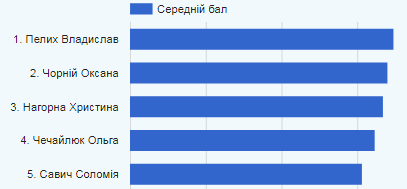 Середній бал
1. Пелих Владислав
2. Чорній Оксана
3. Нагорна Христина
4. Чечайлюк Ольга
5. Савич Соломія